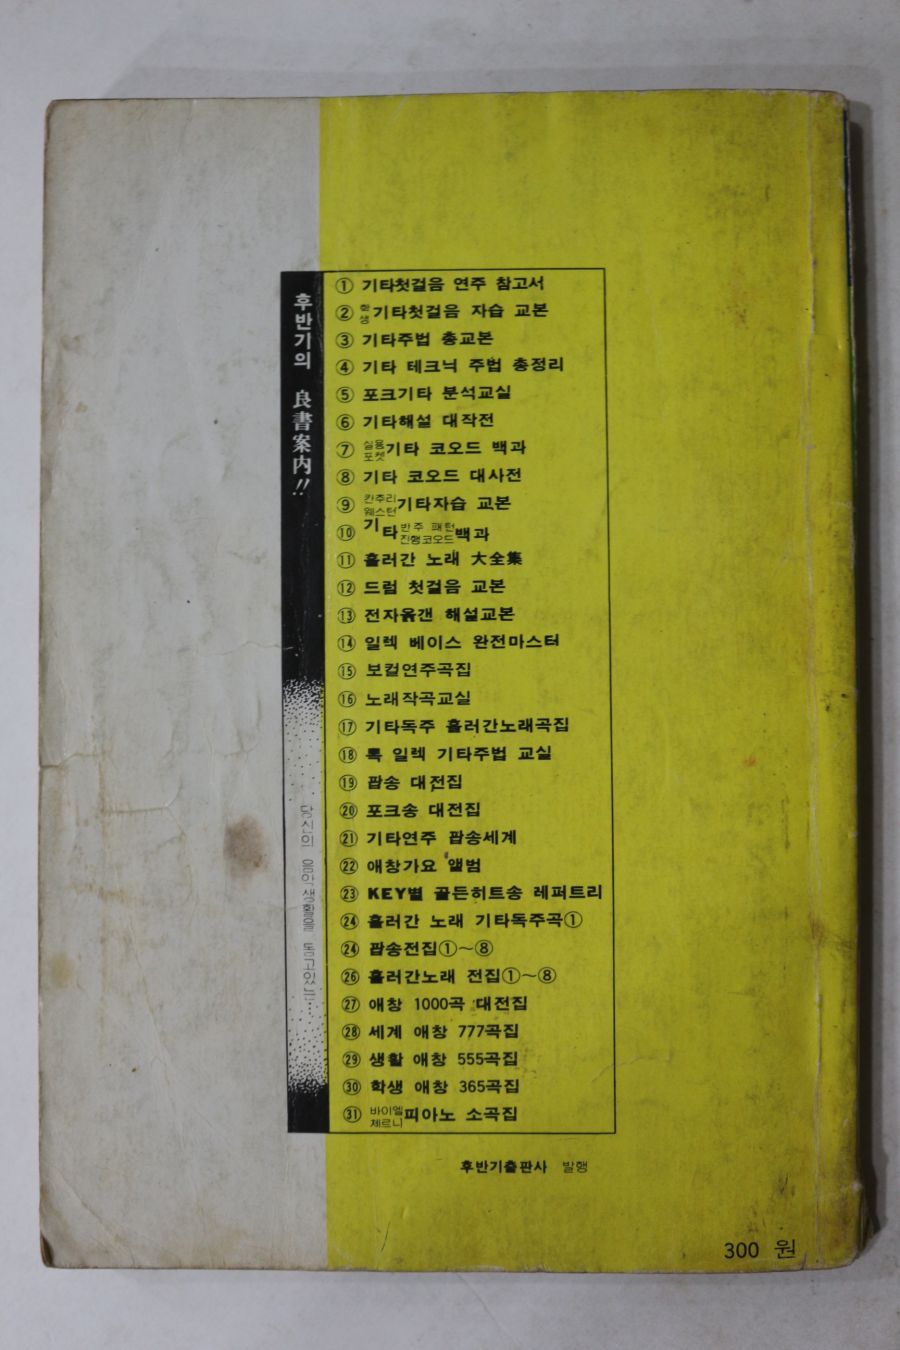 후반기의 良書案内!!
당신의 음악생활을 돕고있는…
① 기타첫걸음 연주 참고서
② 학생 기타첫걸음 자습 교본
③ 기타주법 총교본
④ 기타 테크닉 주법 총정리
⑤ 포크기타 분석교실
⑥ 기타해설 대작전
⑦ 실용포켓 기타 코오드 백과
⑧ 기타 코오드 대사전
⑨ 칸추리웨스턴 기타자습 교본
⑩ 기타 반주 패턴 진행코오드 백과
⑪ 흘러간 노래 大全集
⑫ 드럼 첫걸음 교본
⑬ 전자옭갠 해설교본
⑭ 일렉 베이스 완전마스터
⑮ 보컬연주곡집
⑯ 노래작곡교실
⑰ 기타독주 흘러간노래곡집
⑱ 록 일렉 기타주법 교실
⑲ 팝송 대전집
⑳ 포크송 대전집
㉑ 기타연주 팝송세계
㉒ 애창가요 앨범
㉓ KEY별 골든히트송 레퍼트리
㉔ 흘러간 노래 기타독주곡①
㉔ 팝송전집①~⑧
㉖ 흘러간노래 전집①~⑧
㉗ 애창 1000곡 대전집
㉘ 세계 애창 777곡집
㉙ 생활 애창 555곡집
㉚ 학생 애창 365곡집
㉛ 바이엘체르니 피아노 소곡집
후반기출판사 발행
300 원